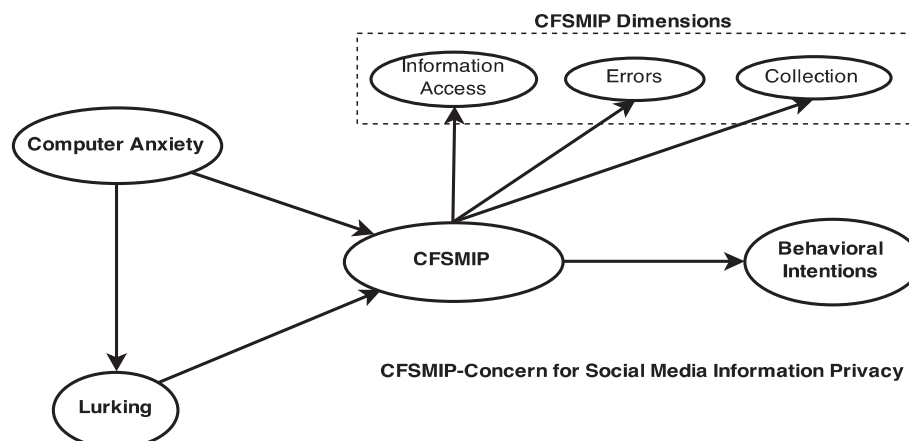 CFSMIP Dimensions
Information
Access
Errors
Collection
Computer Anxiety
CFSMIP
Behavioral
Intentions
CFSMIP-Concern for Social Media Information Privacy
Lurking